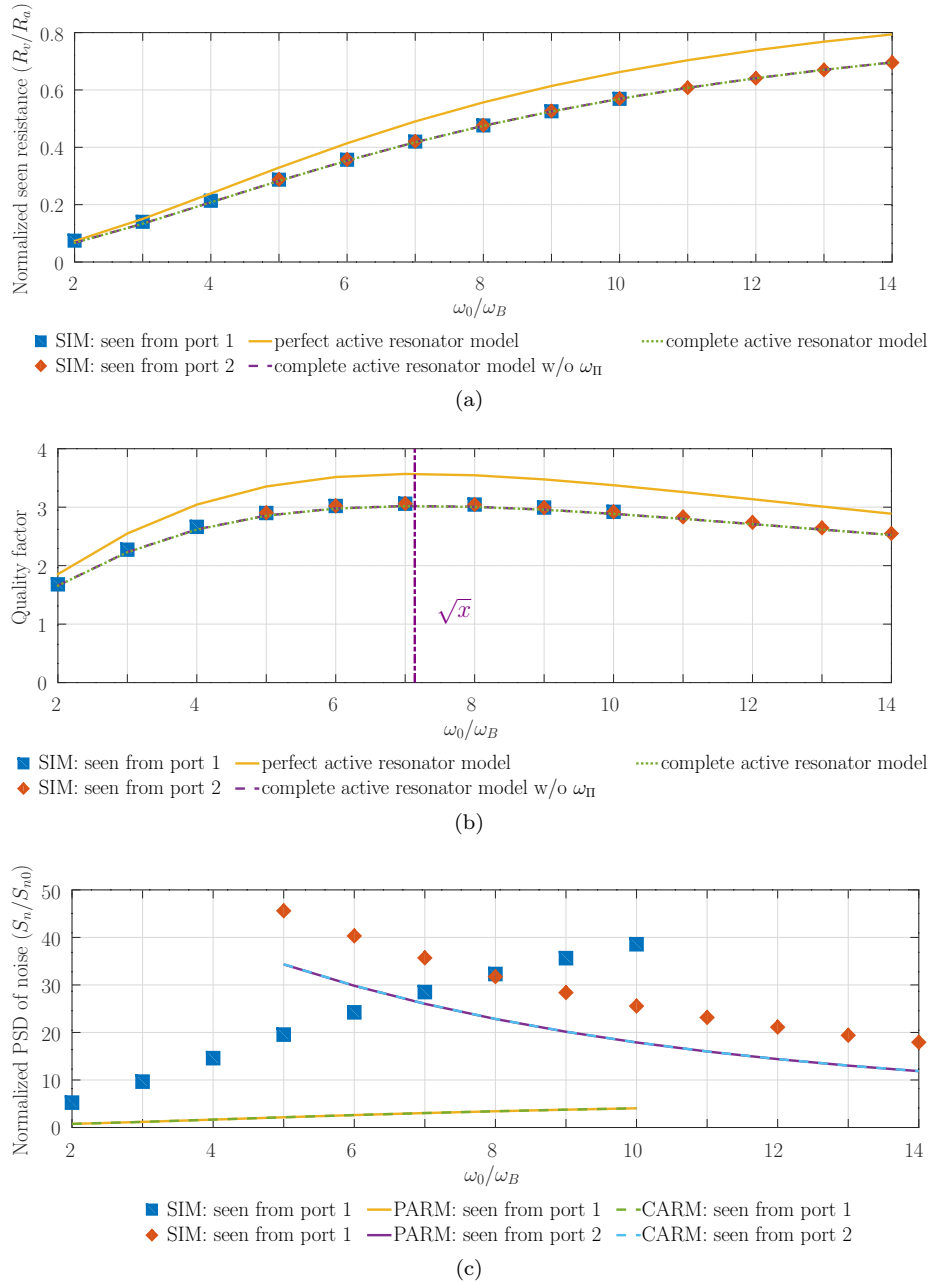 Normalized seen resistance (R_v/R_a)
0.8
0.6
0.4
0.2
0
2 4 6 8 10 12 14
ω_0/ω_B
SIM: seen from port 1 perfect active resonator model complete active resonator model
SIM: seen from port 2 complete active resonator model w/o ω_Π
(a)
Quality factor
4
3
2
1
0
√x
2 4 6 8 10 12 14
ω_0/ω_B
SIM: seen from port 1 perfect active resonator model complete active resonator model
SIM: seen from port 2 complete active resonator model w/o ω_Π
(b)
Normalized PSD of noise (S_n/S_{n0})
50
40
30
20
10
0
2 4 6 8 10 12 14
ω_0/ω_B
SIM: seen from port 1 PARM: seen from port 1 CARM: seen from port 1
SIM: seen from port 1 PARM: seen from port 2 CARM: seen from port 2
(c)